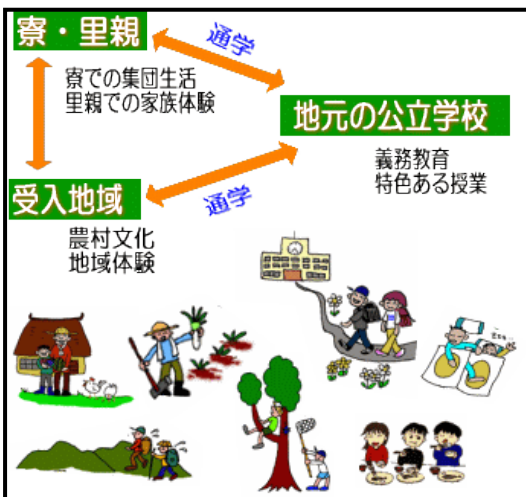 寮・里親
通学
寮での集団生活
里親での家族体験
地元の公立学校
義務教育
特色ある授業
受入地域
通学
農村文化
地域体験